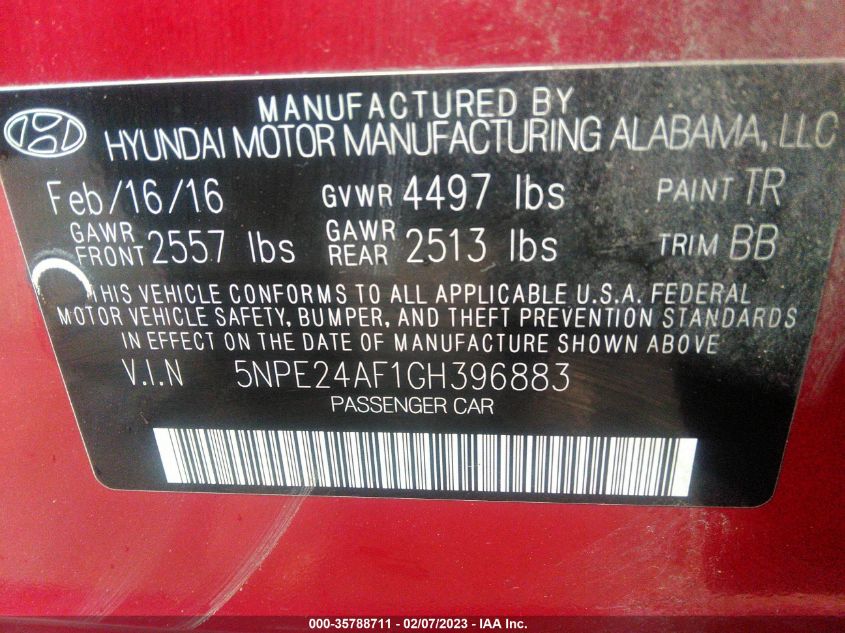 MANUFACTURED BY
HYUNDAI MOTOR MANUFACTURING ALABAMA, LLC
Feb/16/16 GVWR 4497 lbs PAINT TR
GAWR FRONT 2557 lbs GAWR REAR 2513 lbs TRIM BB
THIS VEHICLE CONFORMS TO ALL APPLICABLE U.S.A. FEDERAL
MOTOR VEHICLE SAFETY, BUMPER, AND THEFT PREVENTION STANDARDS
IN EFFECT ON THE DATE OF MANUFACTURE SHOWN ABOVE
V.I.N 5NPE24AF1GH396883
PASSENGER CAR
000-35788711 - 02/07/2023 - IAA Inc.